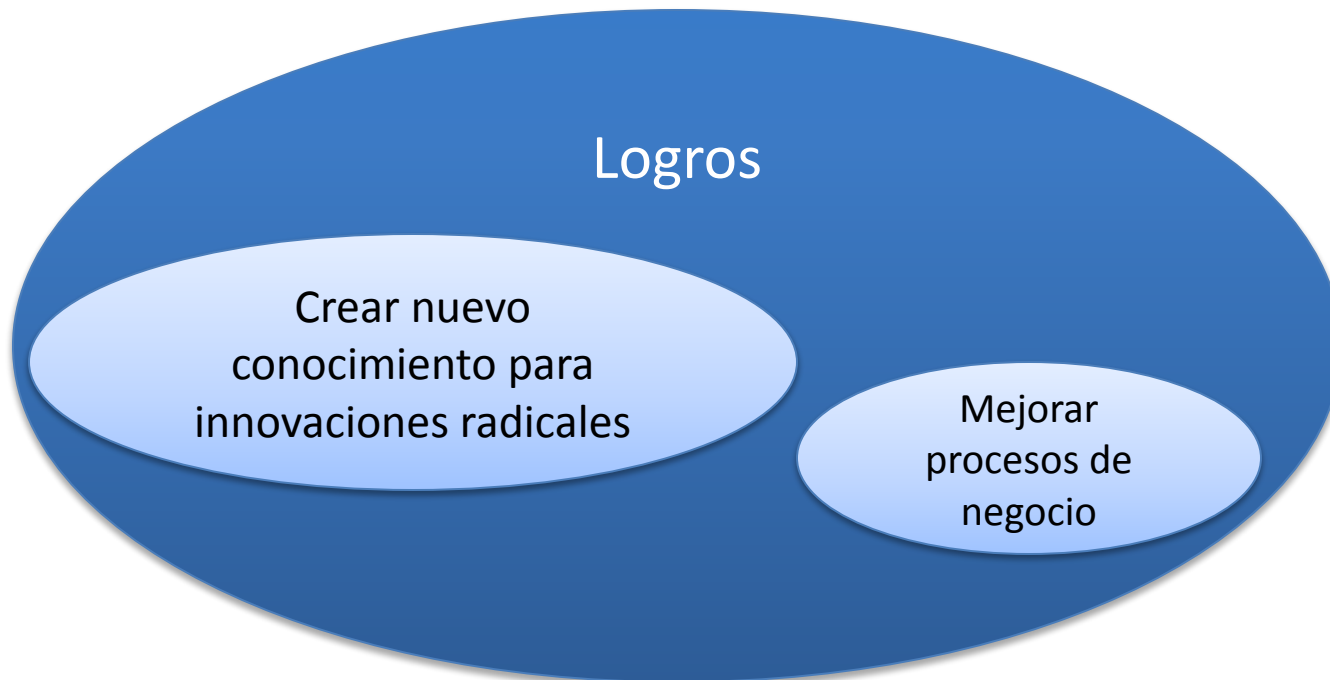 Logros
Crear nuevo
conocimiento para
innovaciones radicales
Mejorar
procesos de
negocio